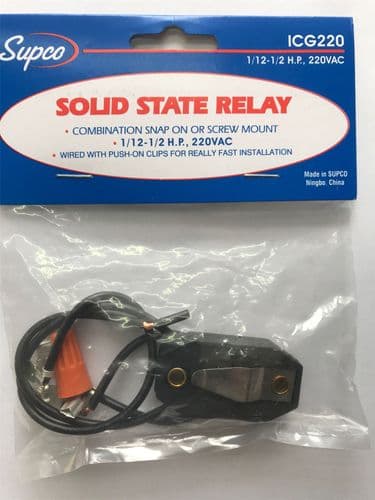 Supco
ICG220
1/12-1/2 H.P., 220VAC
SOLID STATE RELAY
• COMBINATION SNAP ON OR SCREW MOUNT
• 1/12-1/2 H.P., 220VAC
• WIRED WITH PUSH-ON CLIPS FOR REALLY FAST INSTALLATION
Made in SUPCO
Ningbo, China